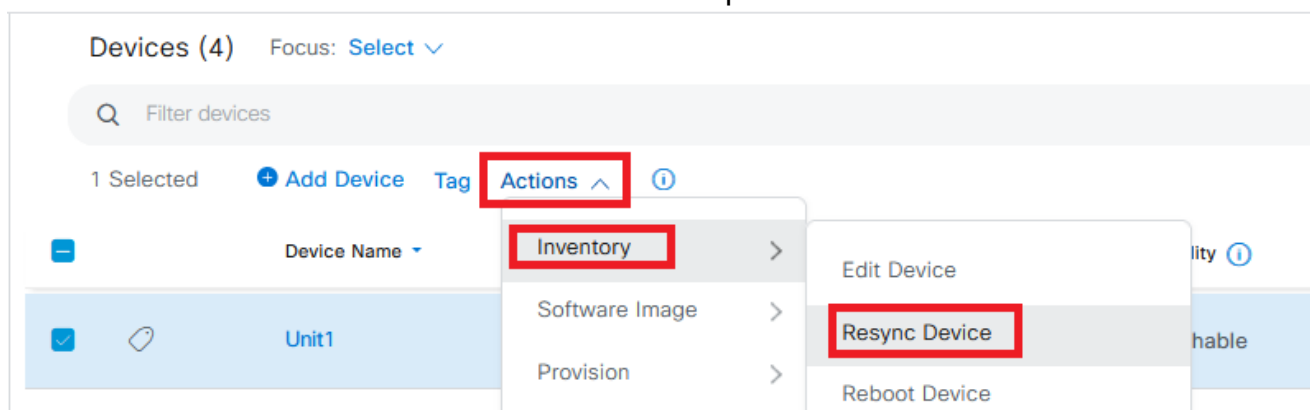 Devices (4) Focus: Select
Filter devices
1 Selected Add Device Tag Actions
Device Name
Inventory
Edit Device
lity
Software Image
Unit1
Resync Device
hable
Provision
Reboot Device